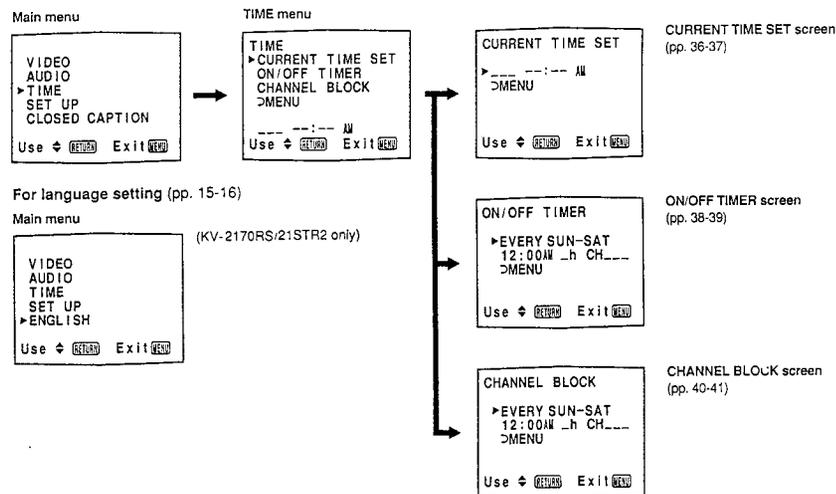 Main menu
VIDEO
AUDIO
►TIME
SET UP
CLOSED CAPTION
Use ⬍ RETURN Exit MENU
TIME menu
TIME
►CURRENT TIME SET
ON/OFF TIMER
CHANNEL BLOCK
⊃MENU
___ --:-- AM
Use ⬍ RETURN Exit MENU
CURRENT TIME SET
►___ --:-- AM
⊃MENU
Use ⬍ RETURN Exit MENU
CURRENT TIME SET screen
(pp. 36-37)
For language setting (pp. 15-16)
Main menu
(KV-2170RS/21STR2 only)
VIDEO
AUDIO
TIME
SET UP
►ENGLISH
Use ⬍ RETURN Exit MENU
ON/OFF TIMER
►EVERY SUN-SAT
12:00AM _h CH___
⊃MENU
Use ⬍ RETURN Exit MENU
ON/OFF TIMER screen
(pp. 38-39)
CHANNEL BLOCK
►EVERY SUN-SAT
12:00AM _h CH___
⊃MENU
Use ⬍ RETURN Exit MENU
CHANNEL BLOCK screen
(pp. 40-41)